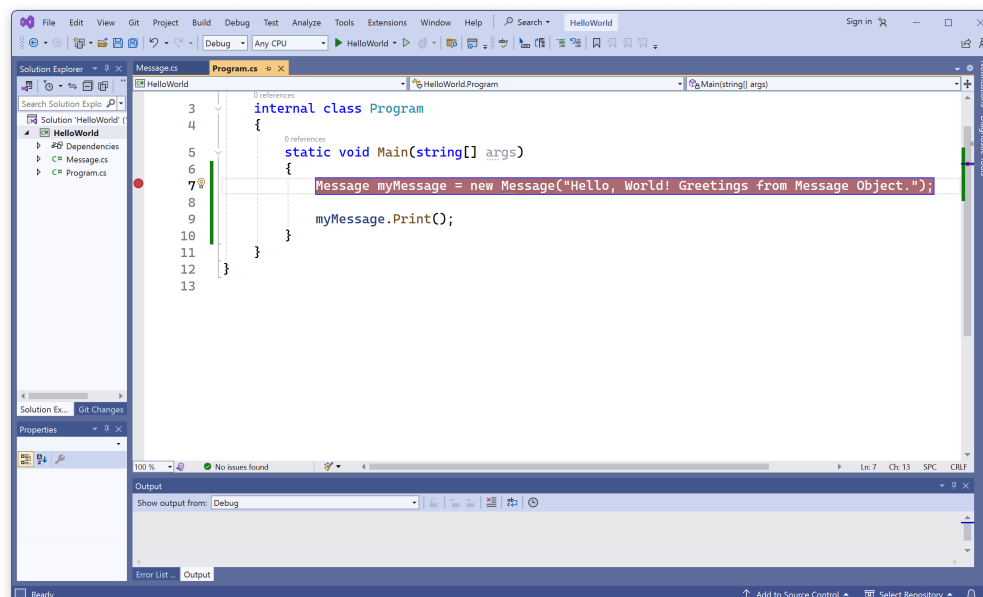 File Edit View Git Project Build Debug Test Analyze Tools Extensions Window Help Search HelloWorld Sign in
Debug Any CPU HelloWorld
Solution Explorer
Search Solution Explo
Solution 'HelloWorld' (
HelloWorld
Dependencies
C# Message.cs
C# Program.cs
Solution Ex... Git Changes
Properties
Message.cs Program.cs
C# HelloWorld HelloWorld.Program Main(string[] args)
0 references
3 internal class Program
4 {
0 references
5 static void Main(string[] args)
6 {
7 Message myMessage = new Message("Hello, World! Greetings from Message Object.");
8
9 myMessage.Print();
10 }
11 }
12 }
13
100 % No issues found Ln: 7 Ch: 13 SPC CRLF
Output
Show output from: Debug
Error List ... Output
Ready Add to Source Control Select Repository